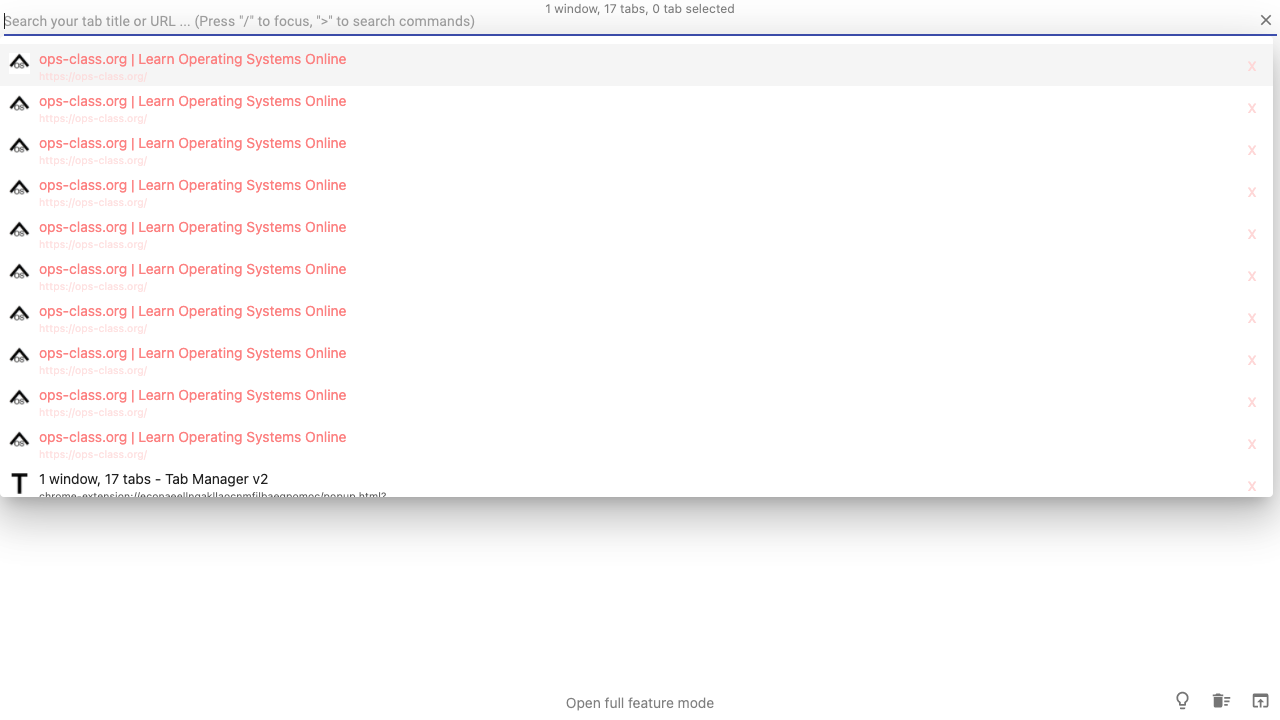 1 window, 17 tabs, 0 tab selected
Search your tab title or URL ... (Press "/" to focus, ">" to search commands)
ops-class.org | Learn Operating Systems Online
https://ops-class.org/
X
ops-class.org | Learn Operating Systems Online
https://ops-class.org/
X
ops-class.org | Learn Operating Systems Online
https://ops-class.org/
X
ops-class.org | Learn Operating Systems Online
https://ops-class.org/
X
ops-class.org | Learn Operating Systems Online
https://ops-class.org/
X
ops-class.org | Learn Operating Systems Online
https://ops-class.org/
X
ops-class.org | Learn Operating Systems Online
https://ops-class.org/
X
ops-class.org | Learn Operating Systems Online
https://ops-class.org/
X
ops-class.org | Learn Operating Systems Online
https://ops-class.org/
X
ops-class.org | Learn Operating Systems Online
https://ops-class.org/
X
T 1 window, 17 tabs - Tab Manager v2
X
Open full feature mode